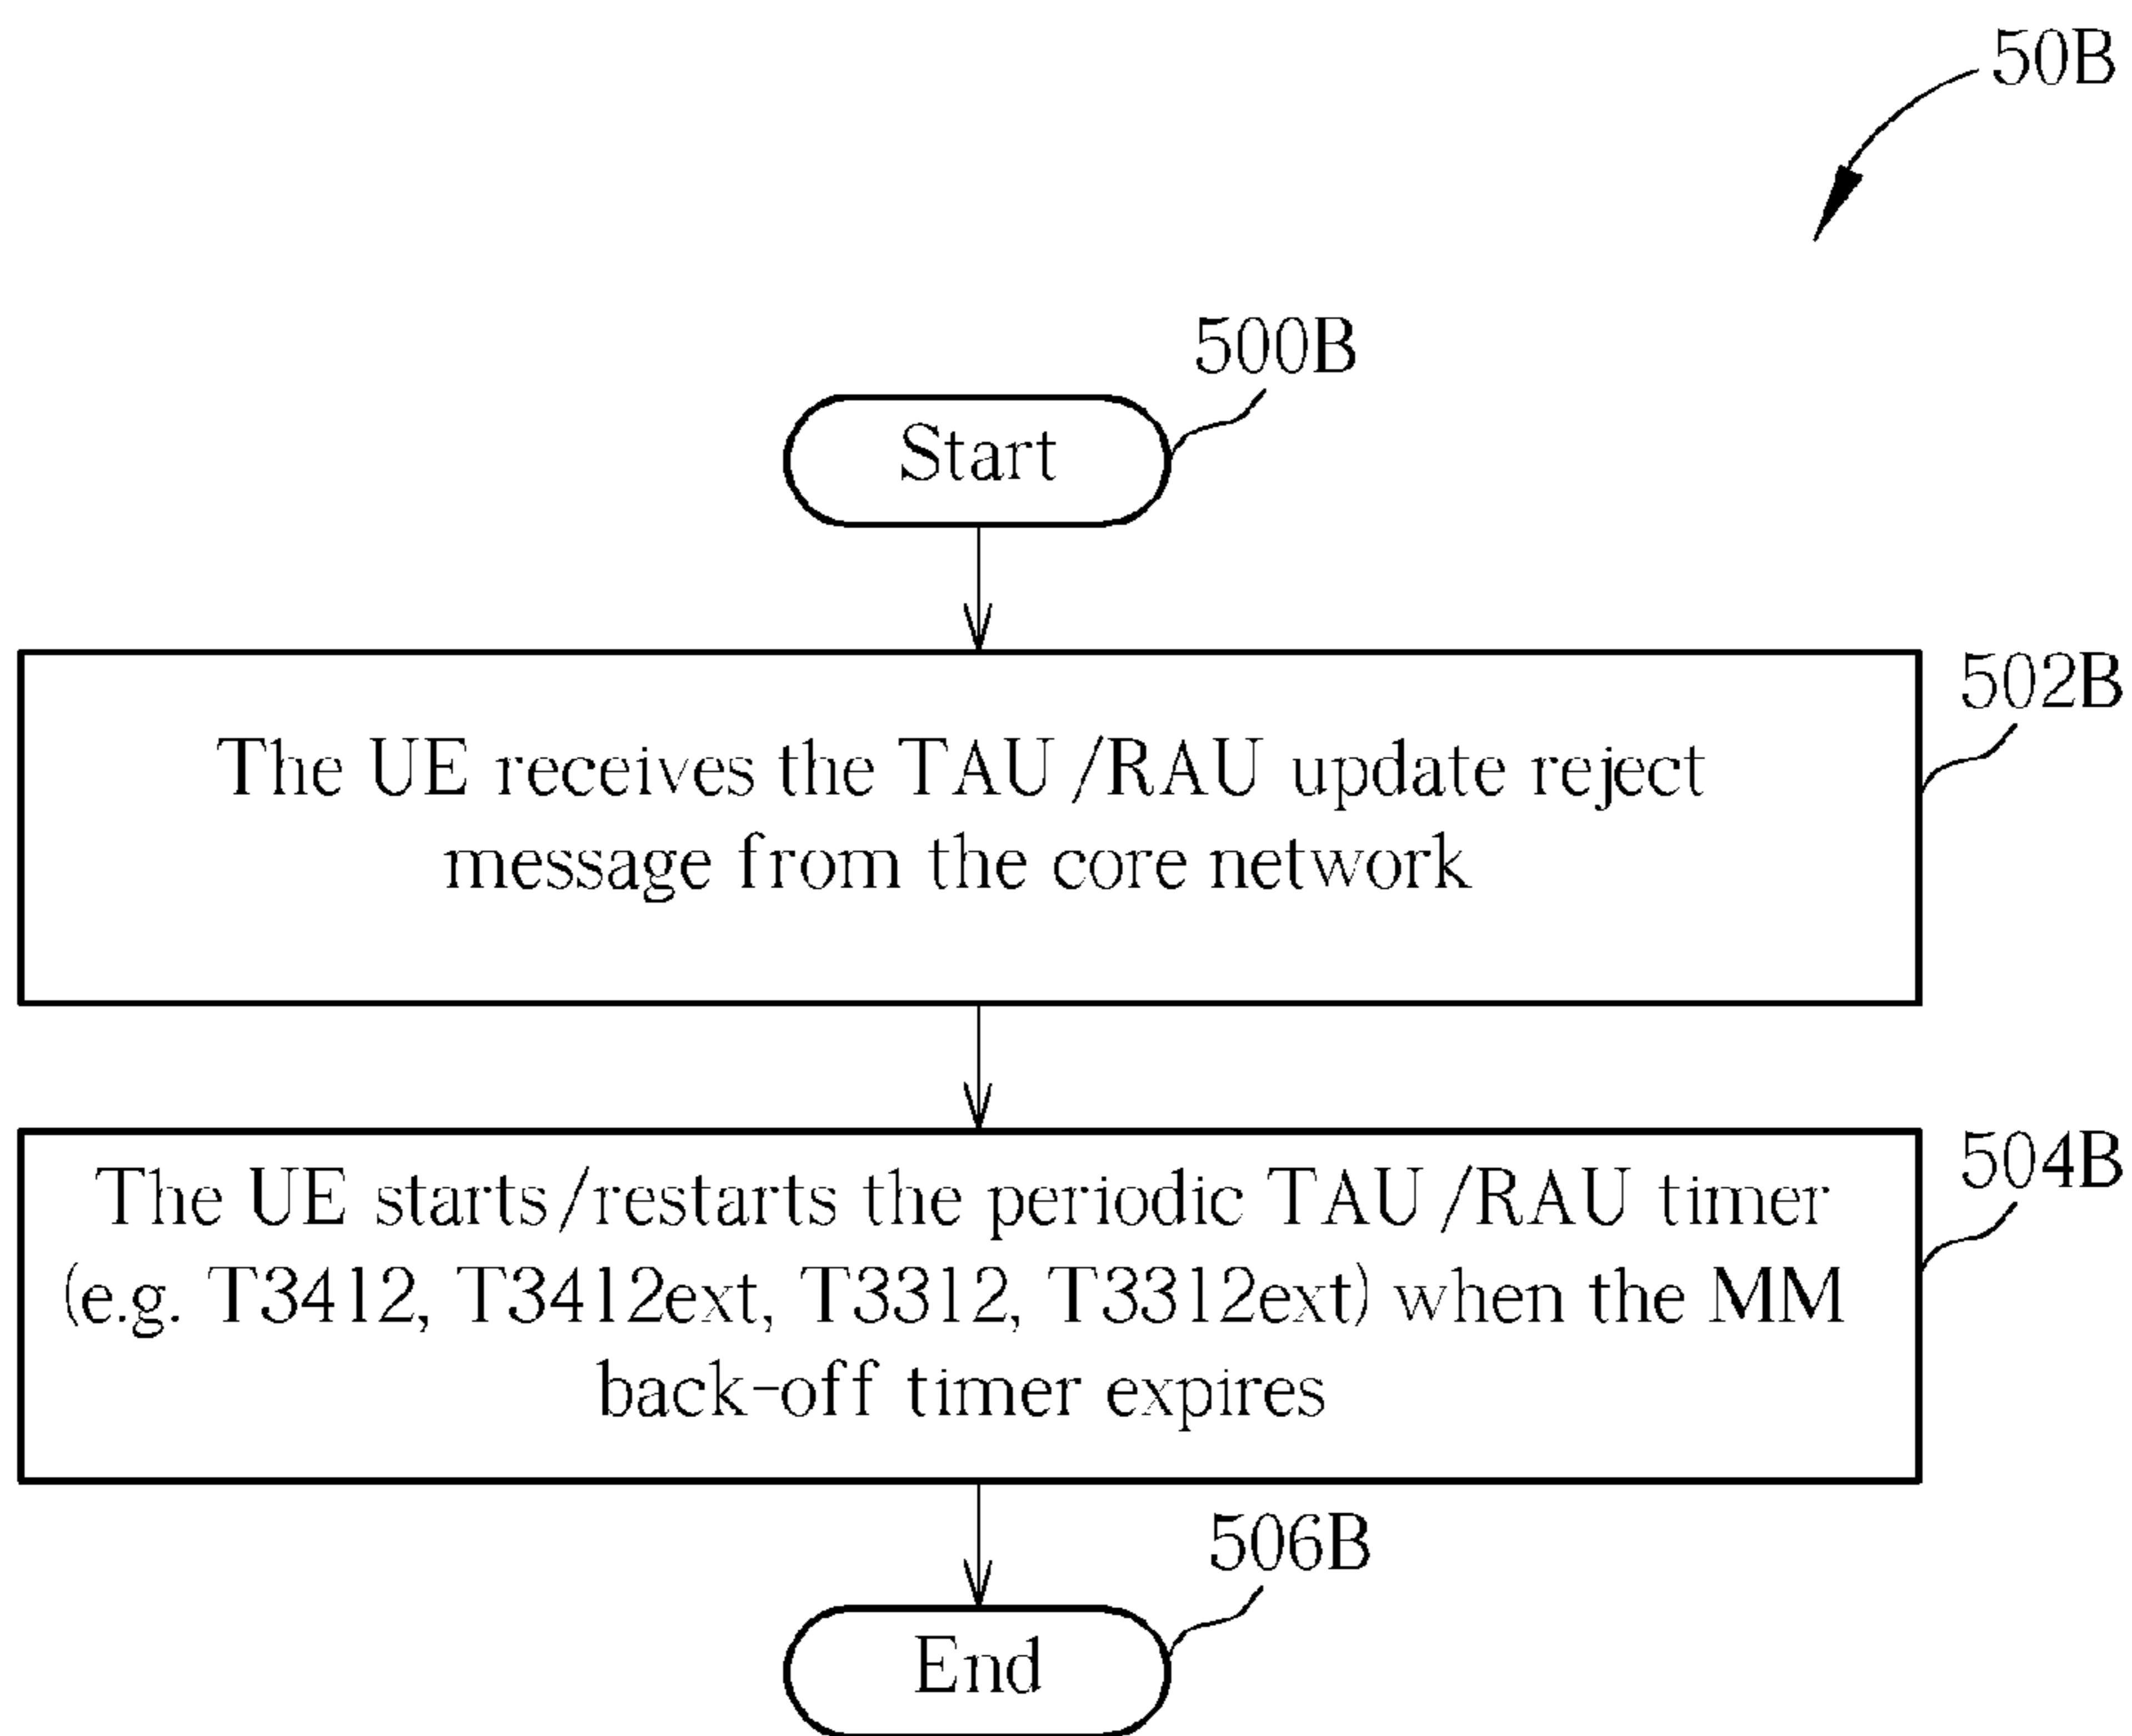 50B
500B
Start
502B
The UE receives the TAU/RAU update reject
message from the core network
504B
The UE starts/restarts the periodic TAU/RAU timer
(e.g. T3412, T3412ext, T3312, T3312ext) when the MM
back-off timer expires
506B
End